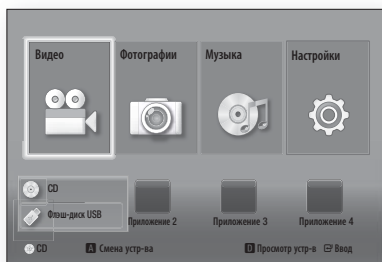 Видео Фотографии Музыка Настройки
CD
Флэш-диск USB
Приложение 2 Приложение 3 Приложение 4
CD A Смена устр-ва D Просмотр устр-в Ввод